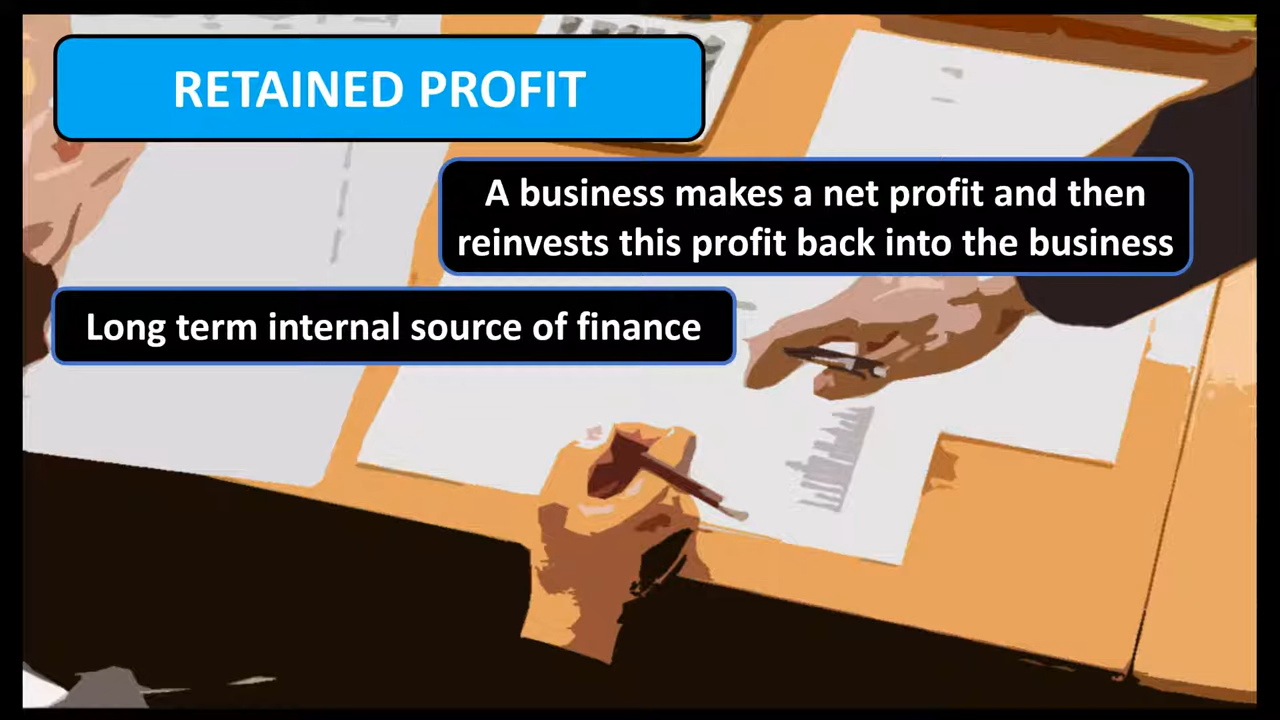 RETAINED PROFIT
A business makes a net profit and then
reinvests this profit back into the business
Long term internal source of finance